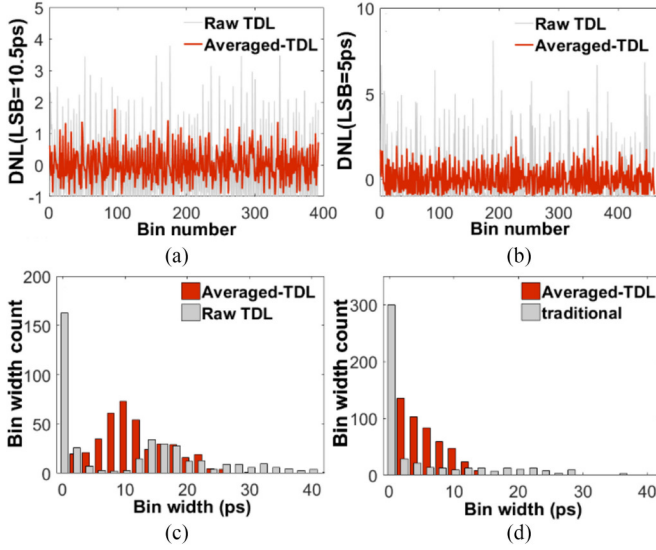 5
4
3
2
1
0
-1
DNL(LSB=10.5ps)
Raw TDL
Averaged-TDL
0 100 200 300 400
Bin number
(a)
10
5
0
DNL(LSB=5ps)
Raw TDL
Averaged-TDL
0 100 200 300 400
Bin number
(b)
200
150
100
50
0
Bin width count
Averaged-TDL
Raw TDL
0 10 20 30 40
Bin width (ps)
(c)
300
200
100
0
Bin width count
Averaged-TDL
traditional
0 10 20 30 40
Bin width (ps)
(d)